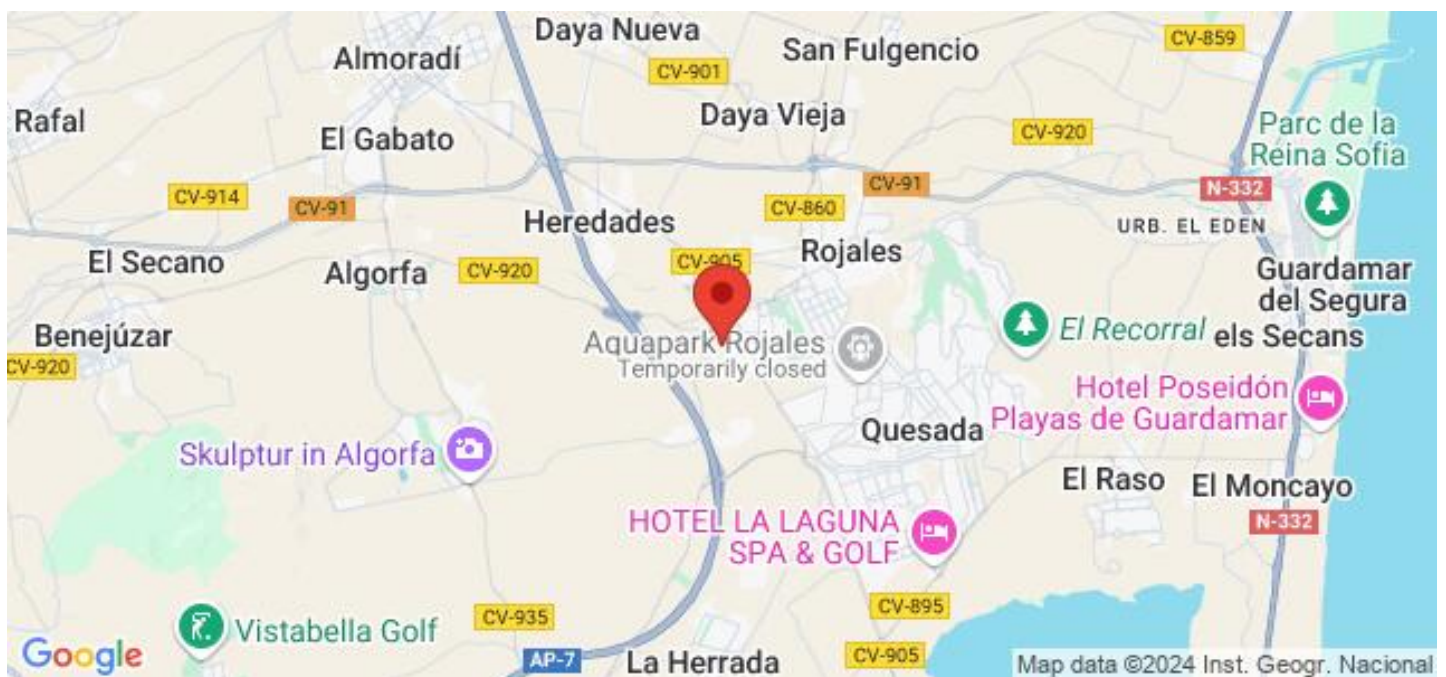 Daya Nueva
San Fulgencio
CV-859
Almoradí
CV-901
Rafal
Daya Vieja
CV-920
Parc de la
Reina Sofía
El Gabato
CV-914
CV-91
CV-91
N-332
CV-860
Heredades
URB. EL EDEN
Rojales
El Secano
Algorfa
CV-920
CV-905
Guardamar
del Segura
Benejúzar
Aquapark Rojales
Temporarily closed
El Recorral
els Secans
CV-920
Hotel Poseidón
Playas de Guardamar
Quesada
Skulptur in Algorfa
El Raso
El Moncayo
HOTEL LA LAGUNA
SPA & GOLF
N-332
CV-935
CV-895
Vistabella Golf
Google
AP-7
La Herrada
CV-905
Map data ©2024 Inst. Geogr. Nacional